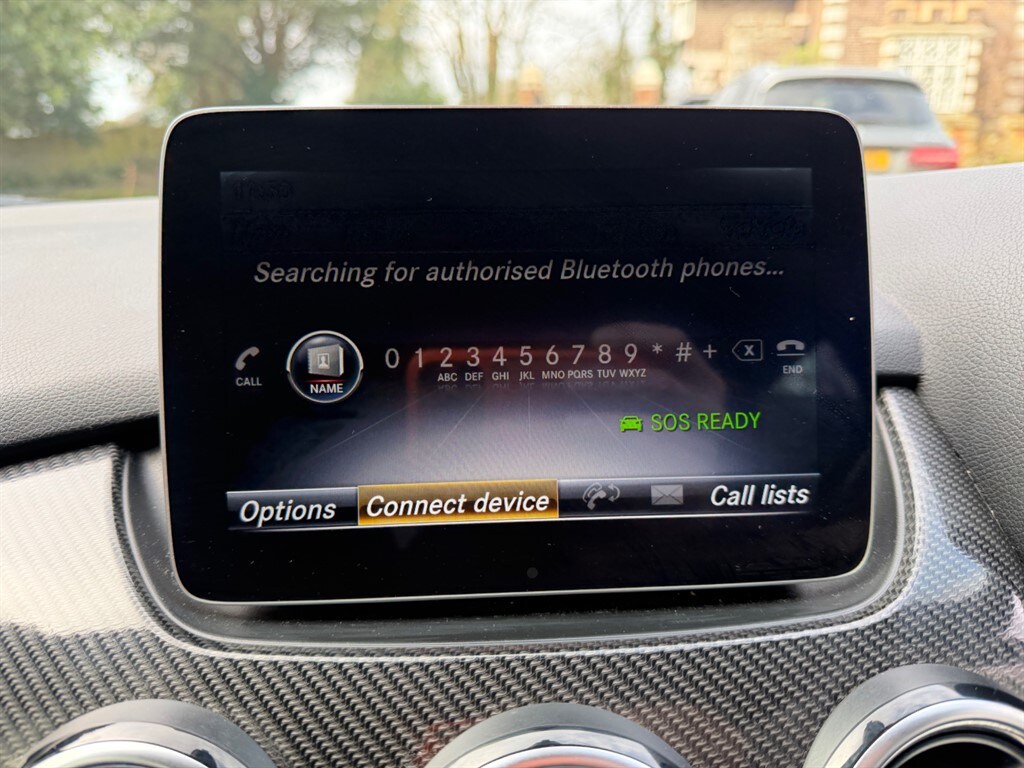 Searching for authorised Bluetooth phones...
CALL
NAME
0 1 2 3 4 5 6 7 8 9 * # +
ABC DEF GHI JKL MNO PQRS TUV WXYZ
X
END
SOS READY
Options
Connect device
Call lists